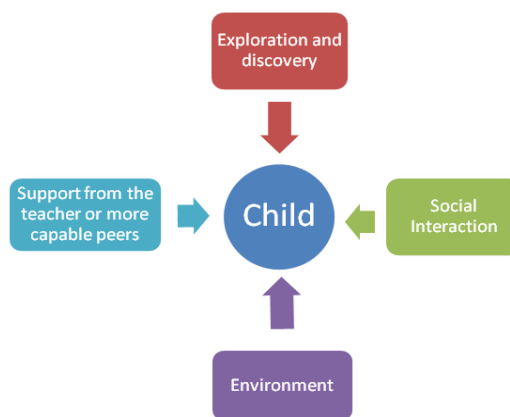 Exploration and
discovery
Support from the
teacher or more
capable peers
Child
Social
Interaction
Environment